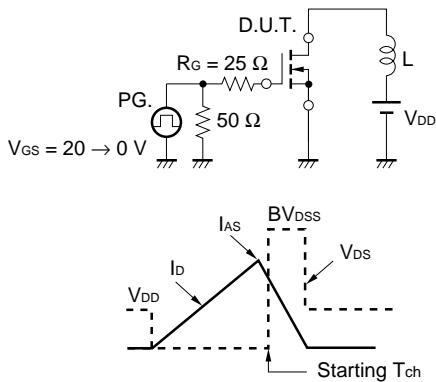 D.U.T.
RG = 25 Ω
L
PG.
50 Ω
VDD
VGS = 20 → 0 V
BVDSS
IAS
VDS
ID
VDD
Starting Tch